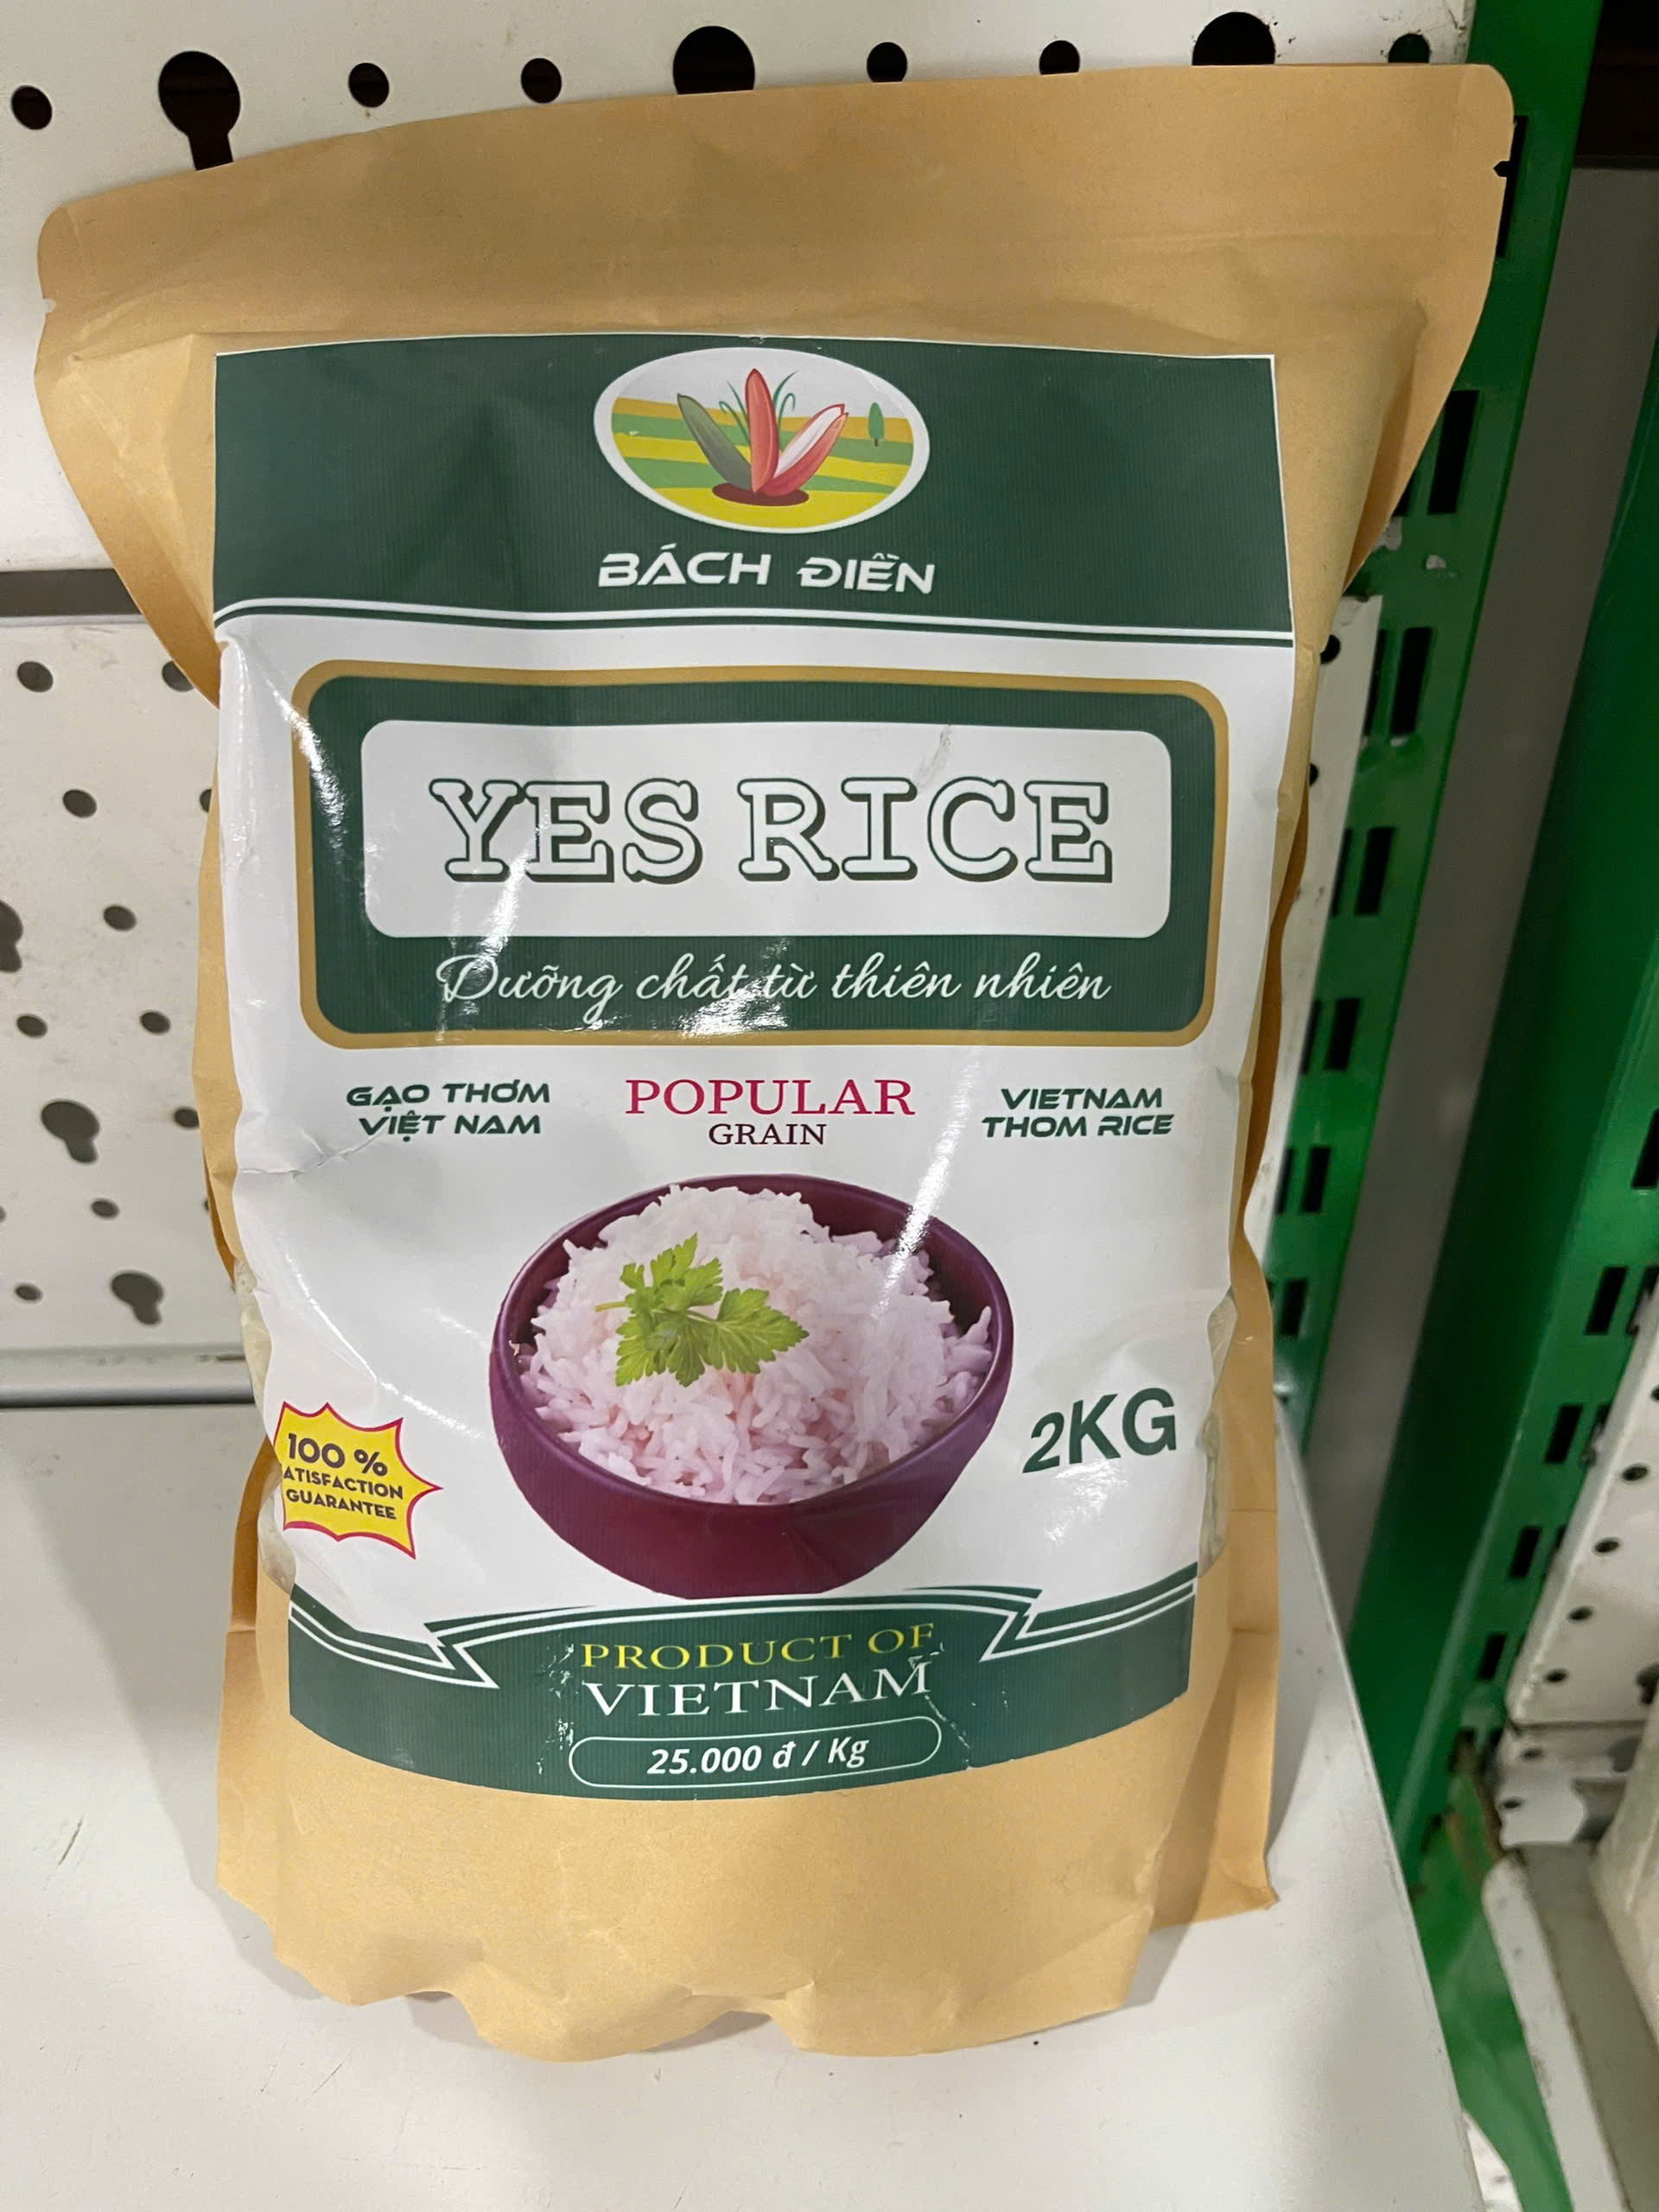 BÁCH ĐIỀN
YES RICE
Dưỡng chất từ thiên nhiên
GẠO THƠM
VIỆT NAM
POPULAR
GRAIN
VIETNAM
THOM RICE
100 %
ATISFACTION
GUARANTEE
2KG
PRODUCT OF
VIETNAM
25.000 đ / Kg